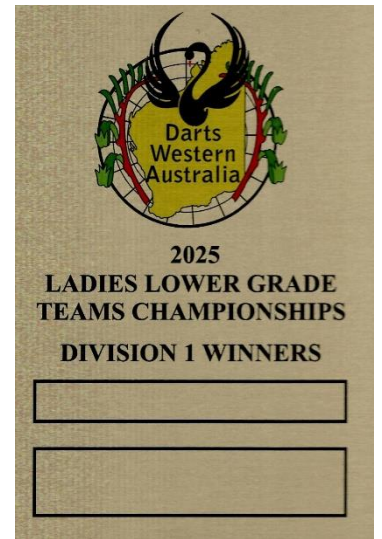 Darts
Western
Australia
2025
LADIES LOWER GRADE
TEAMS CHAMPIONSHIPS
DIVISION 1 WINNERS